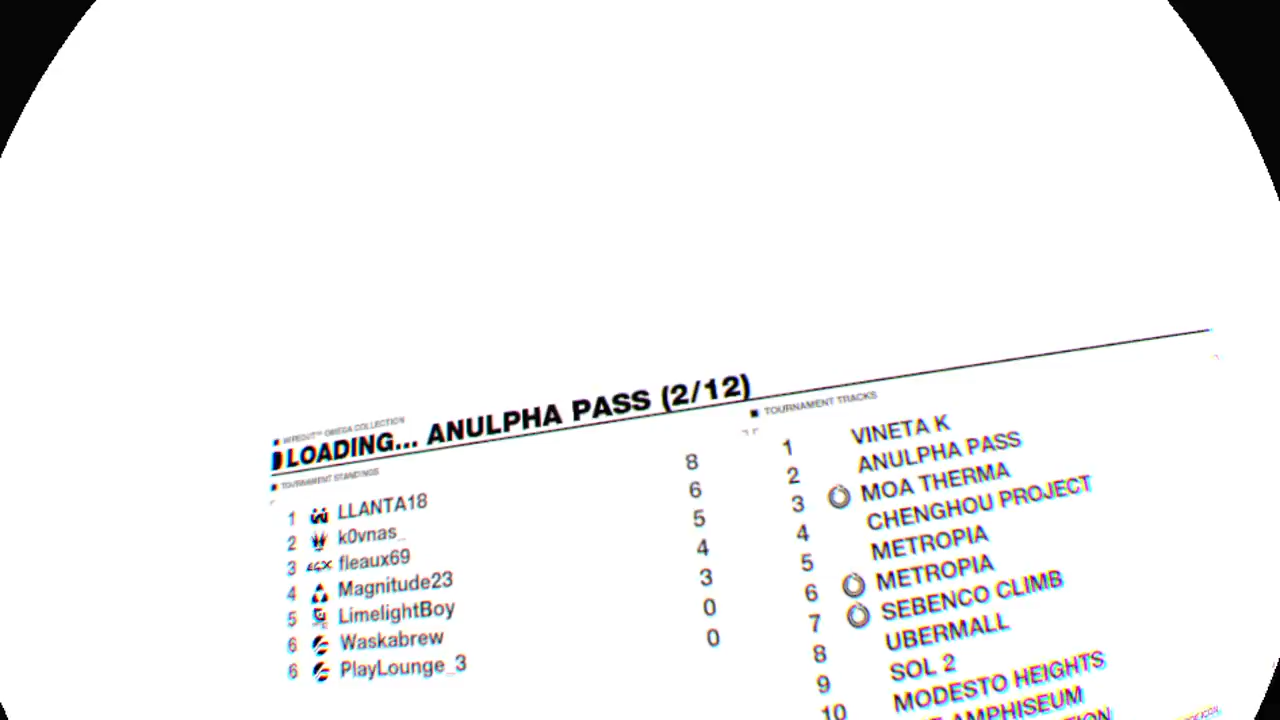 WIPEOUT™ OMEGA COLLECTION
LOADING... ANULPHA PASS (2/12)
TOURNAMENT STANDINGS
1 LLANTA18 8
2 k0vnas_ 6
3 fleaux69 5
4 Magnitude23 4
5 LimelightBoy 3
6 Waskabrew 0
6 PlayLounge_3 0
TOURNAMENT TRACKS
1 VINETA K
2 ANULPHA PASS
3 MOA THERMA
4 CHENGHOU PROJECT
5 METROPIA
6 METROPIA
7 SEBENCO CLIMB
8 UBERMALL
9 SOL 2
10 MODESTO HEIGHTS
AMPHISEUM